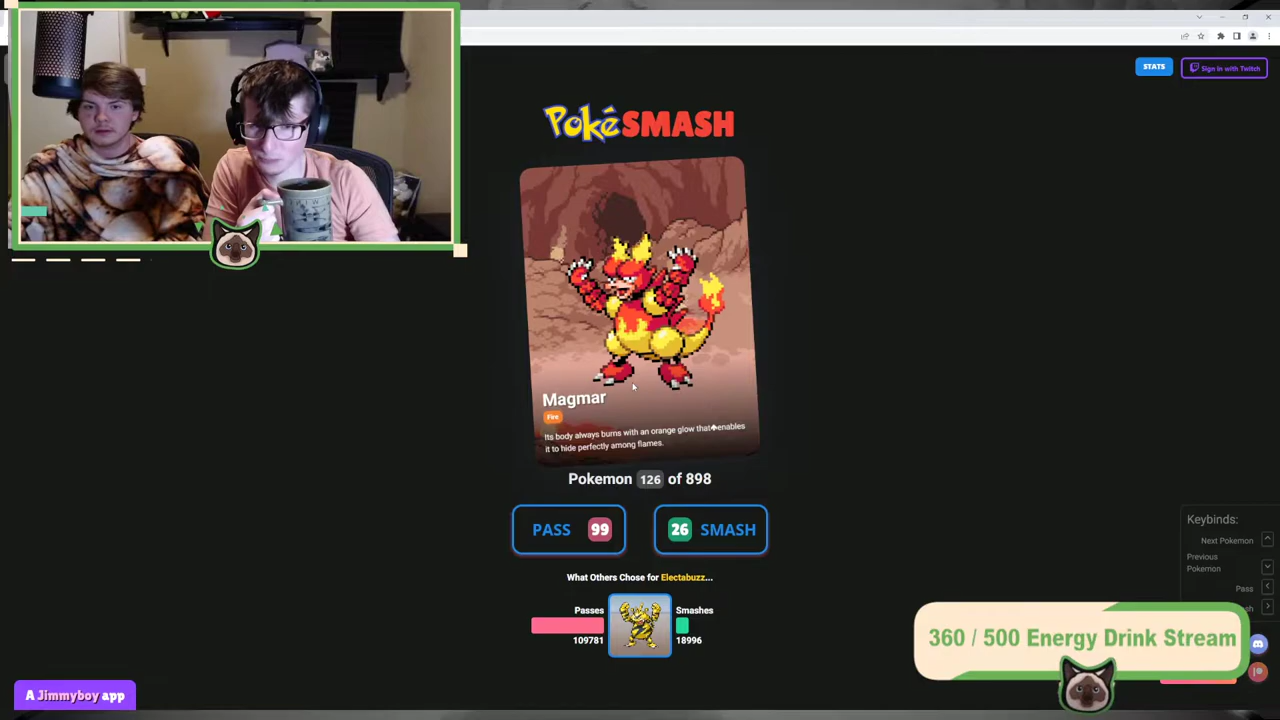 STATS
Sign in with Twitch
PokéSMASH
Magmar
Fire
Its body always burns with an orange glow that enables
it to hide perfectly among flames.
Pokemon 126 of 898
PASS 99
26 SMASH
What Others Chose for Electabuzz...
Passes
Smashes
109781
18996
Keybinds:
Next Pokemon
Previous
Pokemon
Pass
360 / 500 Energy Drink Stream
A Jimmyboy app